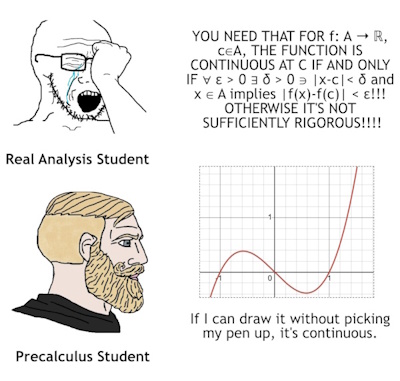 YOU NEED THAT FOR f: A → ℝ,
c∈A, THE FUNCTION IS
CONTINUOUS AT C IF AND ONLY
IF ∀ ε > 0 ∃ δ > 0 ∋ |x-c|< δ and
x ∈ A implies |f(x)-f(c)| < ε!!!
OTHERWISE IT'S NOT
SUFFICIENTLY RIGOROUS!!!!
Real Analysis Student
1
-1
0
1
If I can draw it without picking
my pen up, it's continuous.
Precalculus Student